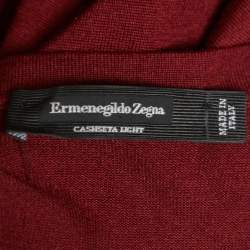 Ermenegildo Zegna
CASHSETA LIGHT
MADE IN
ITALY